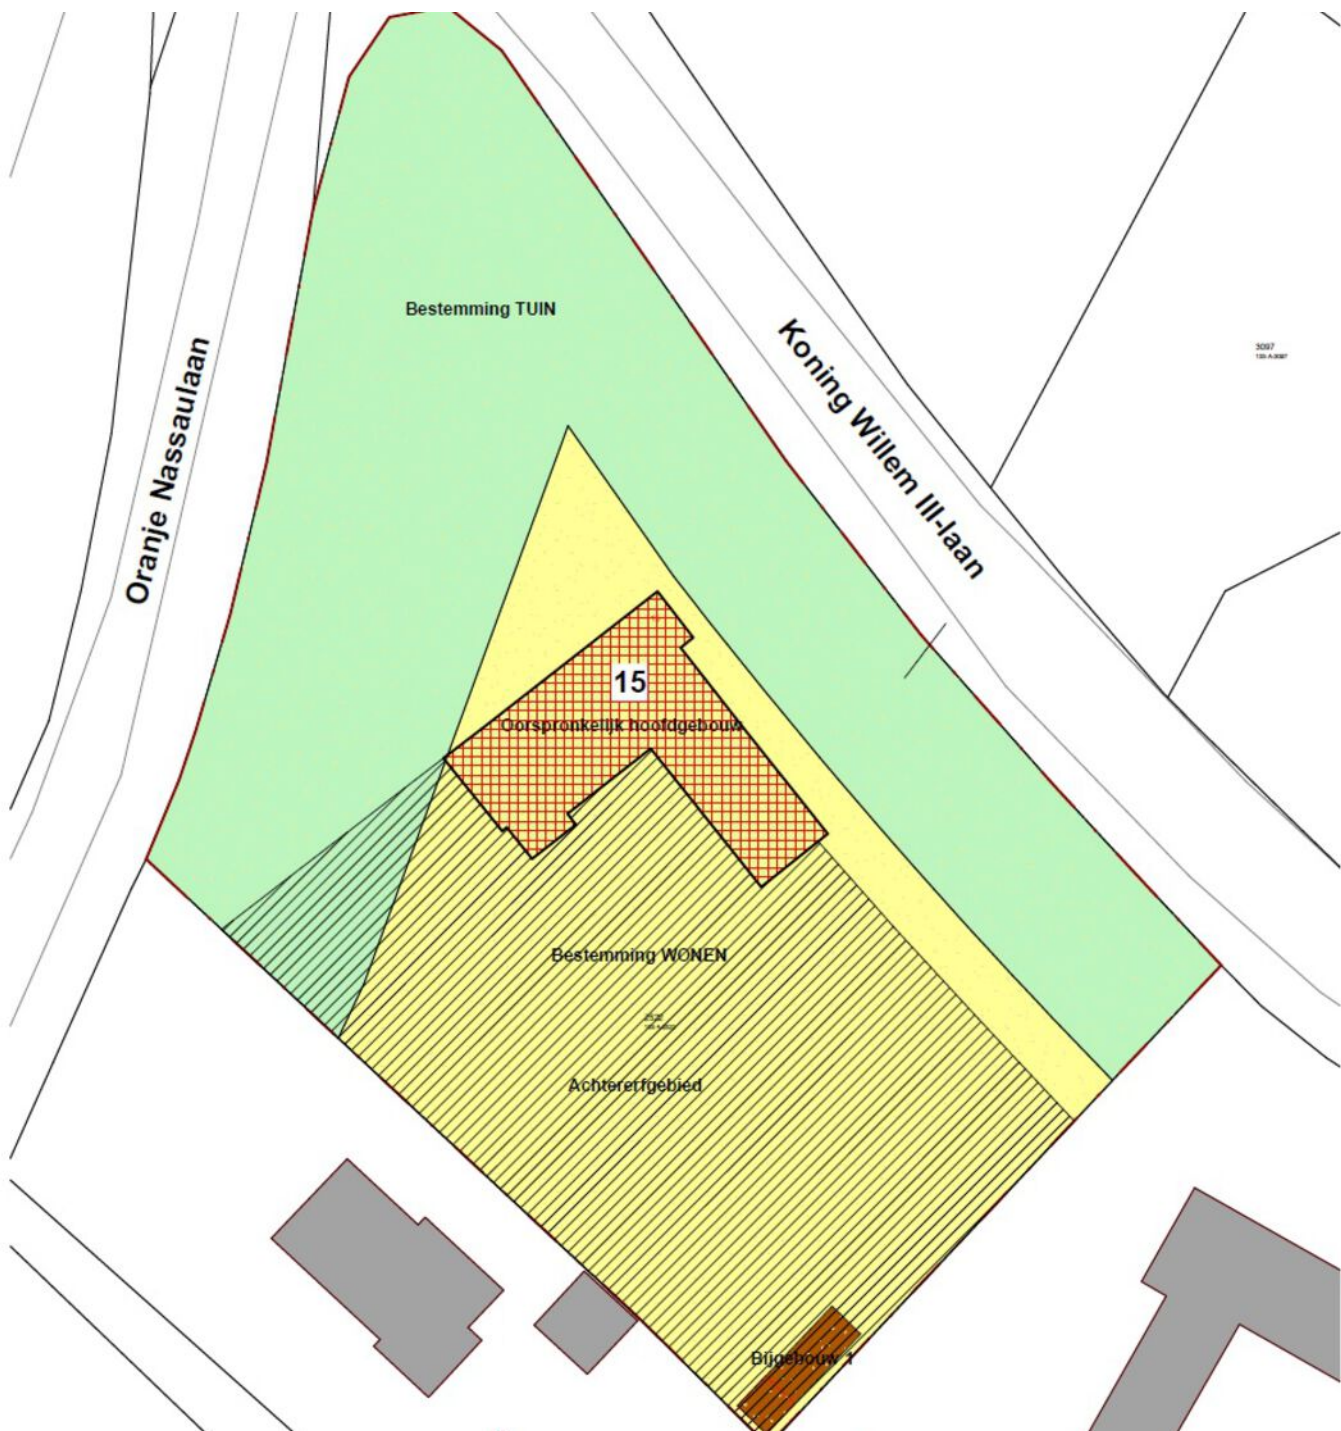 Bestemming TUIN
Oranje Nassaulaan
Koning Willem III-laan
3097
15
Oorspronkelijk hoofdgebouw
Bestemming WONEN
Achtererfgebied
Bijgebouw 1